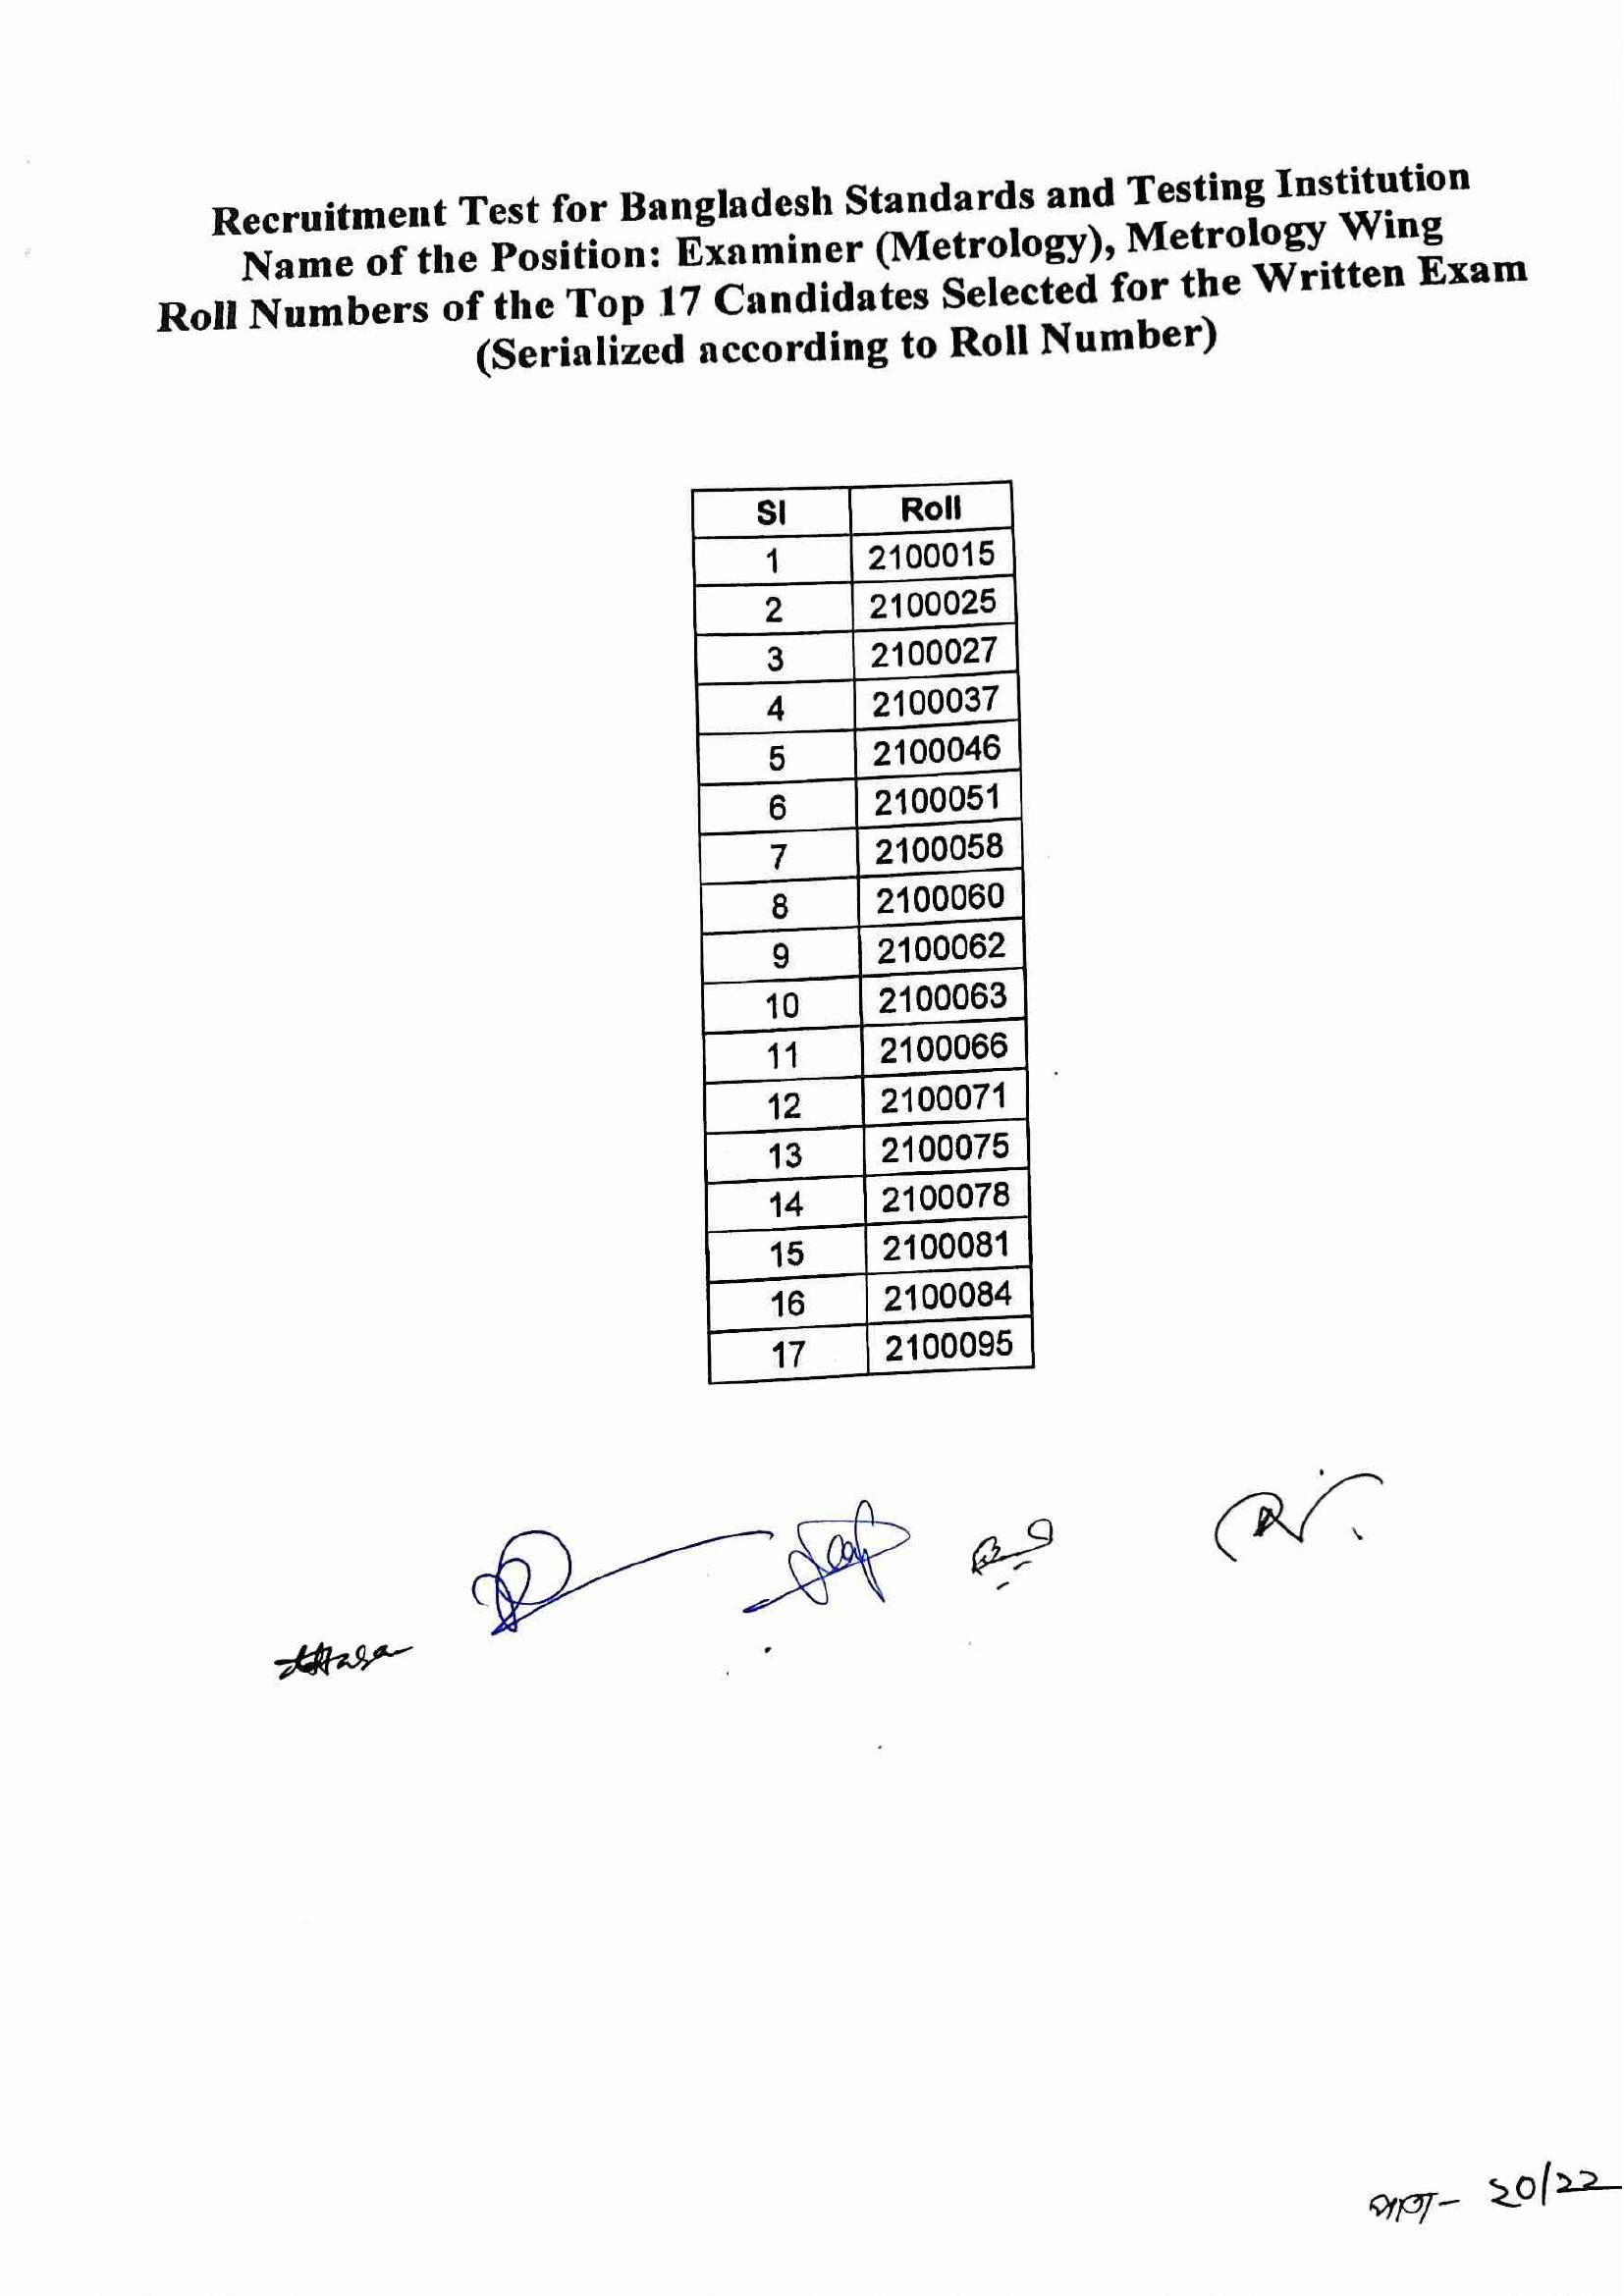 Recruitment Test for Bangladesh Standards and Testing Institution
Name of the Position: Examiner (Metrology), Metrology Wing
Roll Numbers of the Top 17 Candidates Selected for the Written Exam
(Serialized according to Roll Number)
Sl Roll
1 2100015
2 2100025
3 2100027
4 2100037
5 2100046
6 2100051
7 2100058
8 2100060
9 2100062
10 2100063
11 2100066
12 2100071
13 2100075
14 2100078
15 2100081
16 2100084
17 2100095
পাতা- ২০/২২